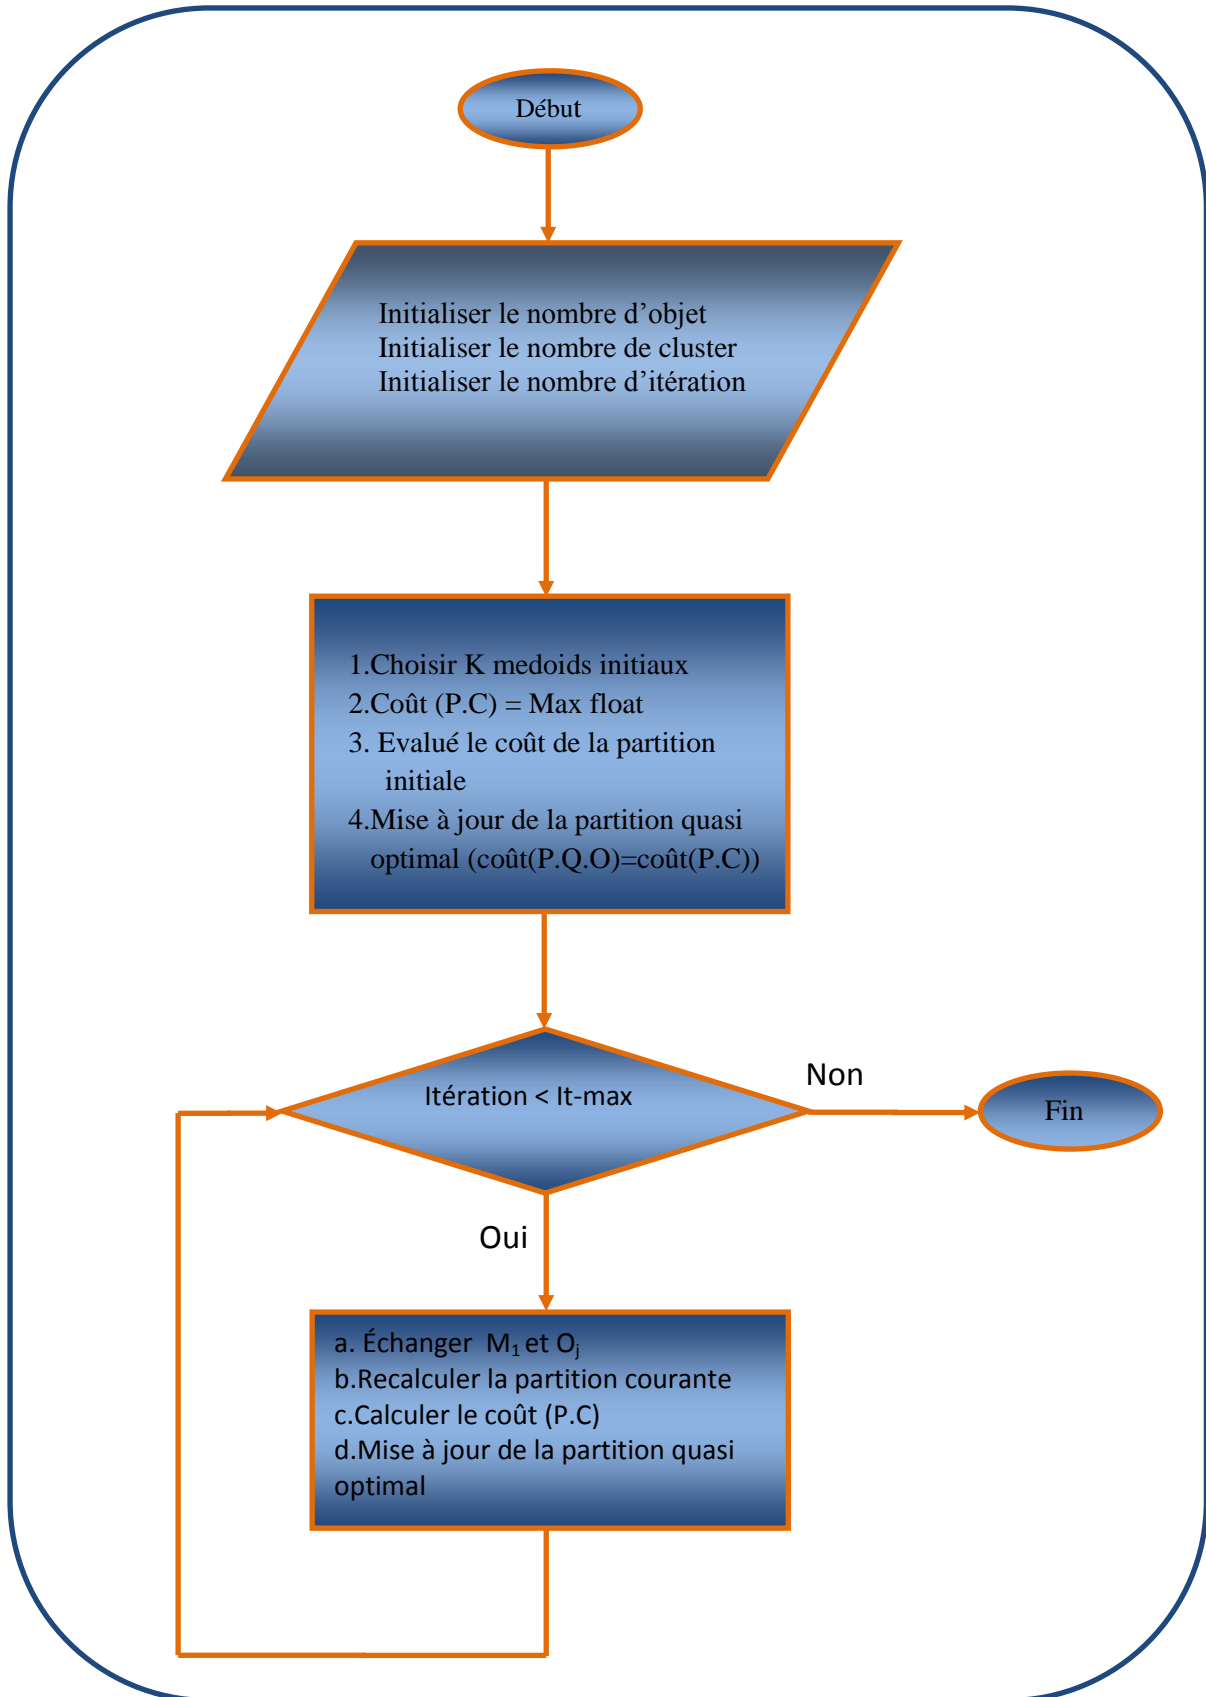 Début
Initialiser le nombre d’objet
Initialiser le nombre de cluster
Initialiser le nombre d’itération
1.Choisir K medoids initiaux
2.Coût (P.C) = Max float
3. Evalué le coût de la partition
initiale
4.Mise à jour de la partition quasi
optimal (coût(P.Q.O)=coût(P.C))
Itération < It-max
Non
Fin
Oui
a. Échanger M₁ et Oⱼ
b.Recalculer la partition courante
c.Calculer le coût (P.C)
d.Mise à jour de la partition quasi
optimal